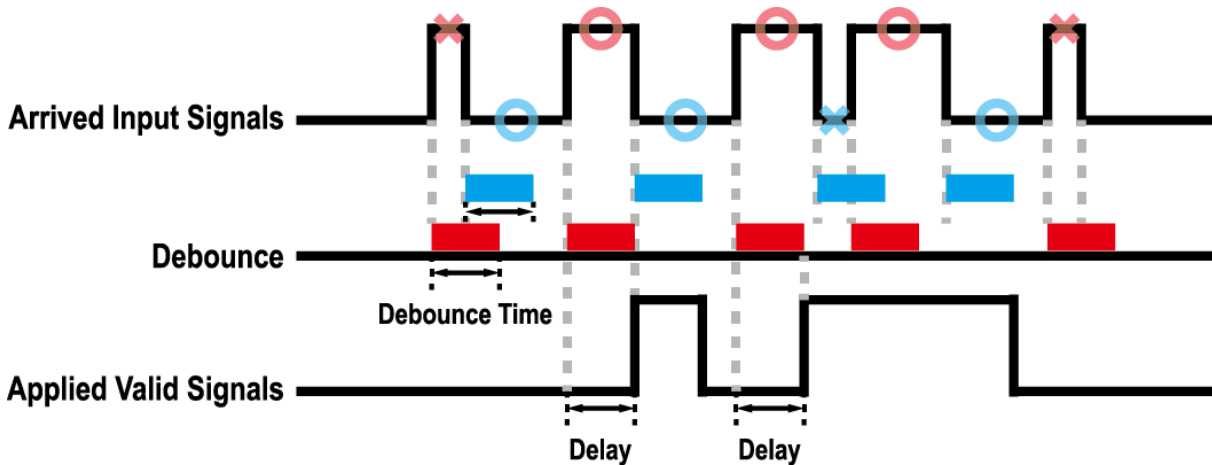 Arrived Input Signals
Debounce
Debounce Time
Applied Valid Signals
Delay
Delay